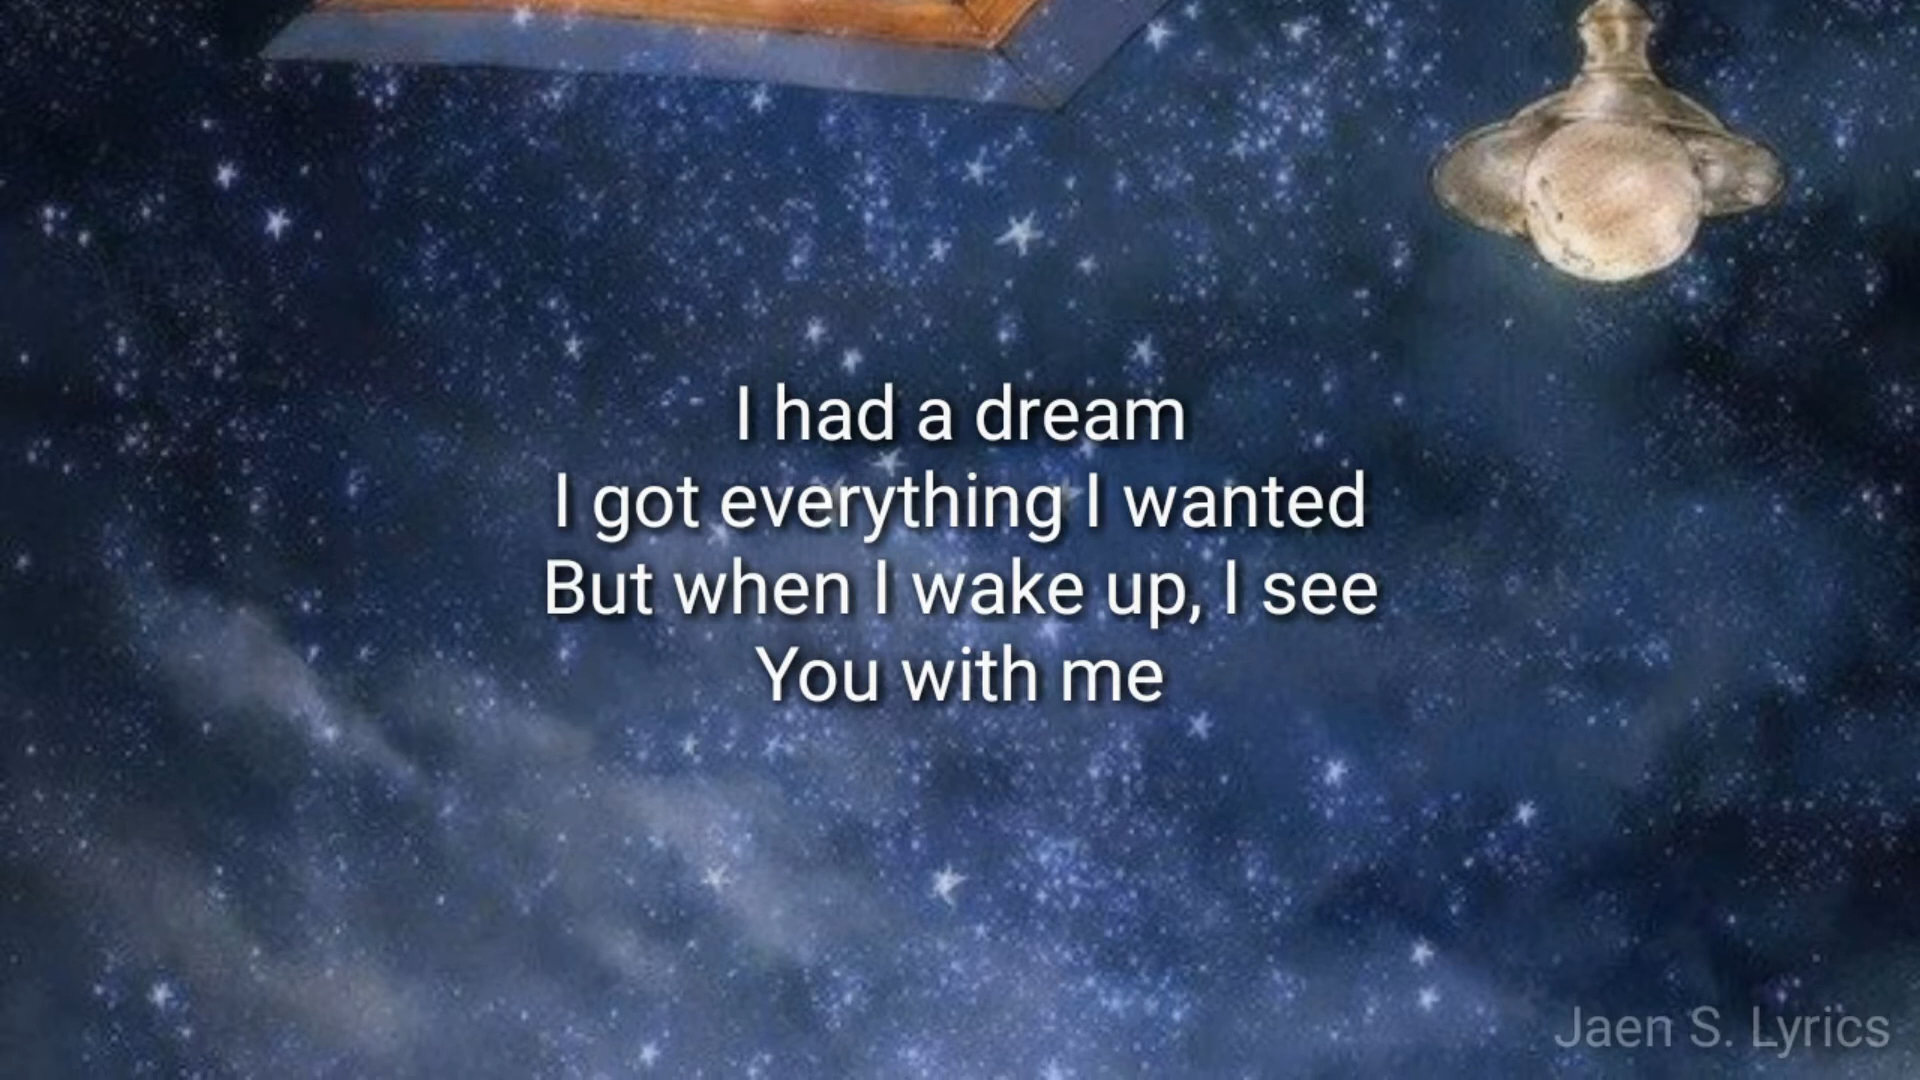 I had a dream
I got everything I wanted
But when I wake up, I see
You with me
Jaen S. Lyrics